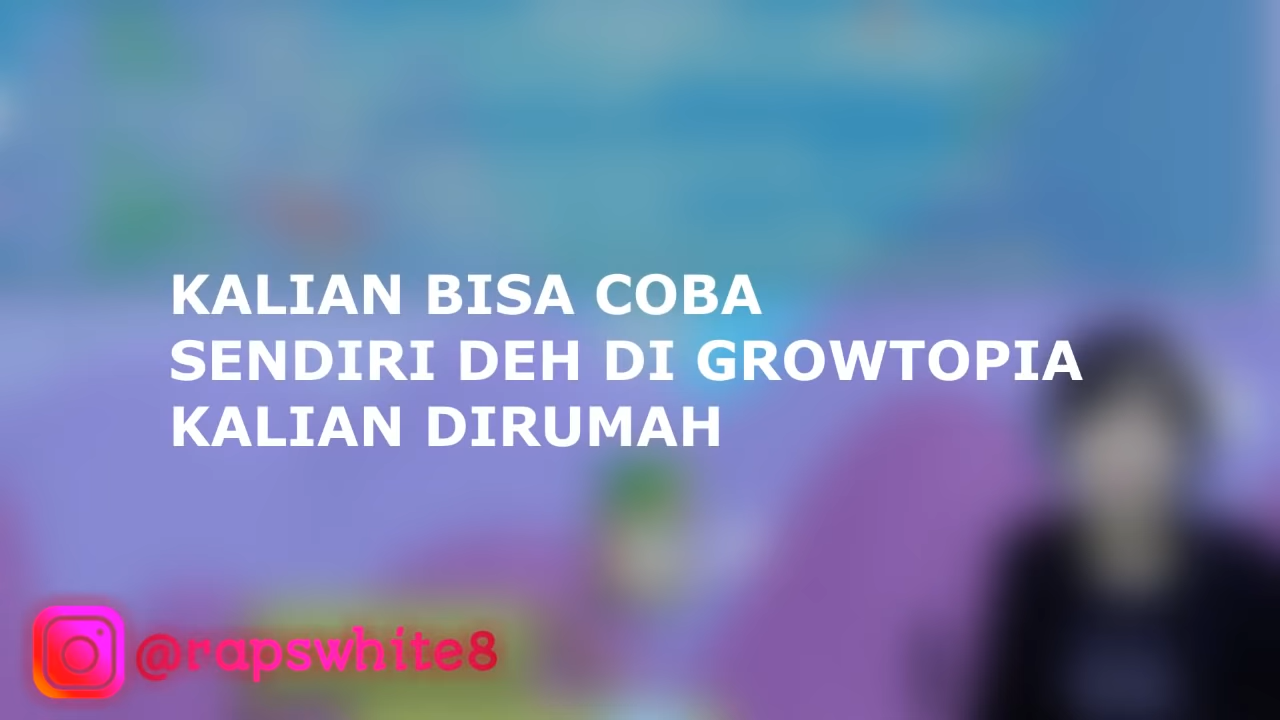 KALIAN BISA COBA
SENDIRI DEH DI GROWTOPIA
KALIAN DIRUMAH
@rapswhite8